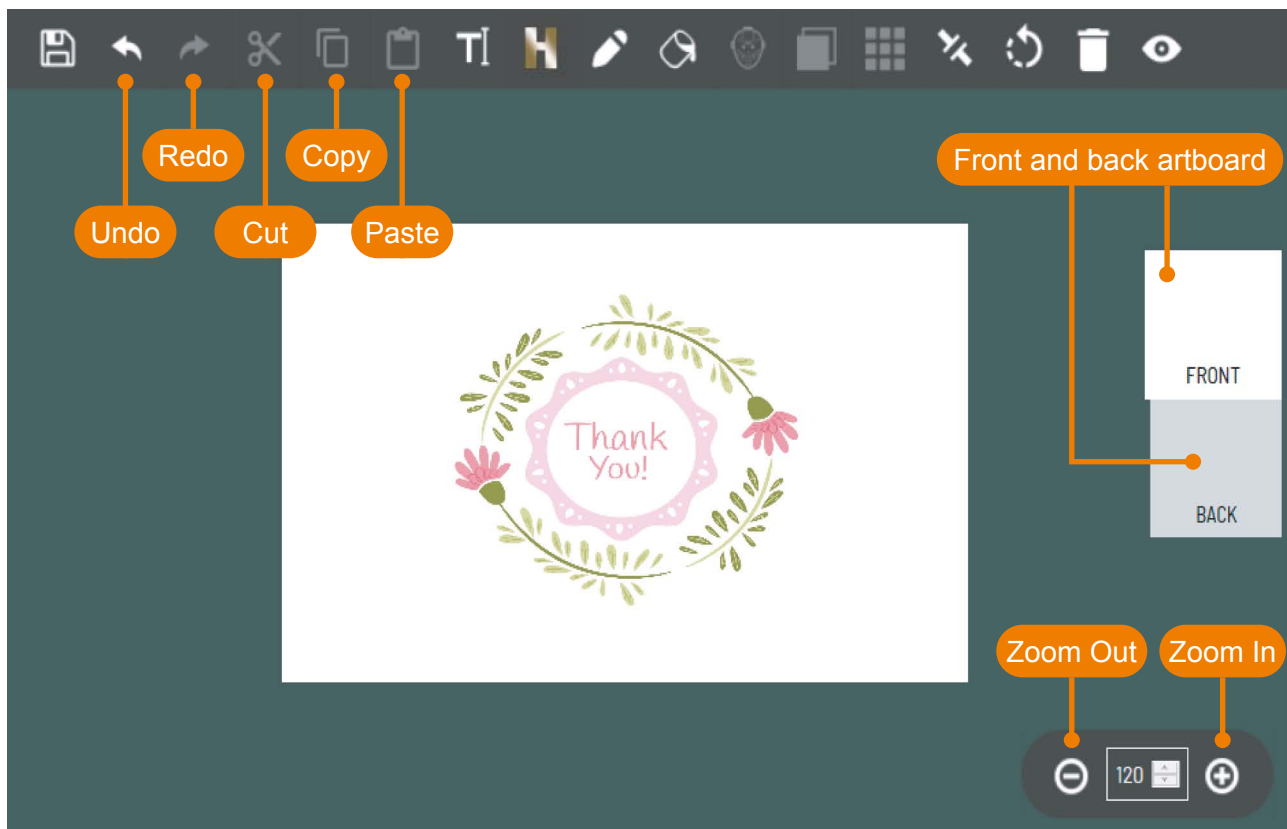 Redo
Copy
Front and back artboard
Undo
Cut
Paste
FRONT
Thank
You!
BACK
Zoom Out
Zoom In
120